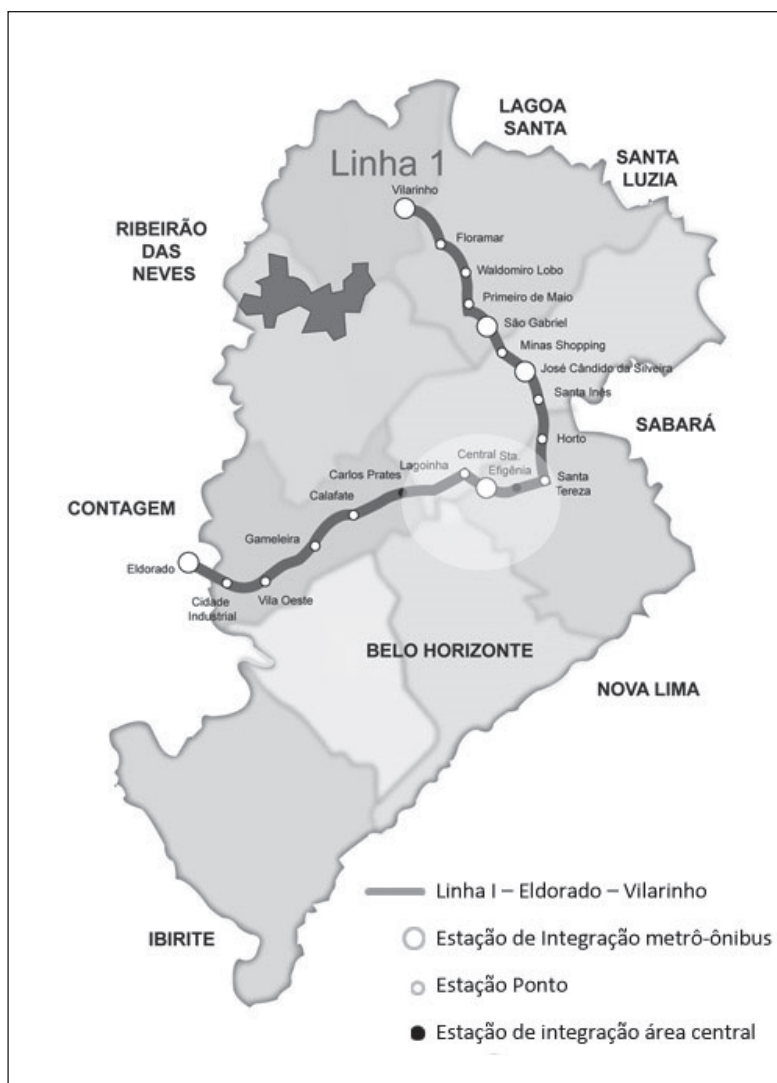 LAGOA
SANTA
Linha 1
SANTA
LUZIA
Vilarinho
RIBEIRÃO
DAS
NEVES
Floramar
Waldomiro Lobo
Primeiro de Maio
São Gabriel
Minas Shopping
José Cândido da Silveira
Santa Inês
SABARÁ
Horto
Central
Sta.
Efigênia
Lagoinha
Carlos Prates
Santa
Tereza
Calafate
CONTAGEM
Gameleira
Eldorado
Cidade
Industrial
Vila Oeste
BELO HORIZONTE
NOVA LIMA
IBIRITE
Linha I – Eldorado – Vilarinho
Estação de Integração metrô-ônibus
Estação Ponto
Estação de integração área central